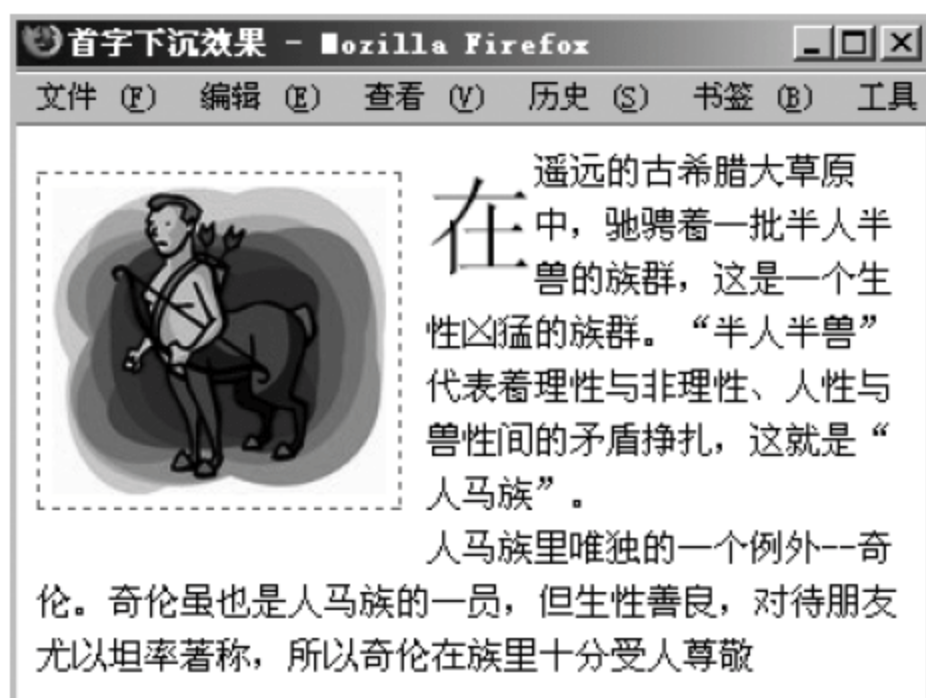 首字下沉效果 - Mozilla Firefox
文件 (F) 编辑 (E) 查看 (V) 历史 (S) 书签 (B) 工具
在
遥远的古希腊大草原
中，驰骋着一批半人半
兽的族群，这是一个生
性凶猛的族群。“半人半兽”
代表着理性与非理性、人性与
兽性间的矛盾挣扎，这就是“
人马族”。
人马族里唯独的一个例外--奇
伦。奇伦虽也是人马族的一员，但生性善良，对待朋友
尤以坦率著称，所以奇伦在族里十分受人尊敬